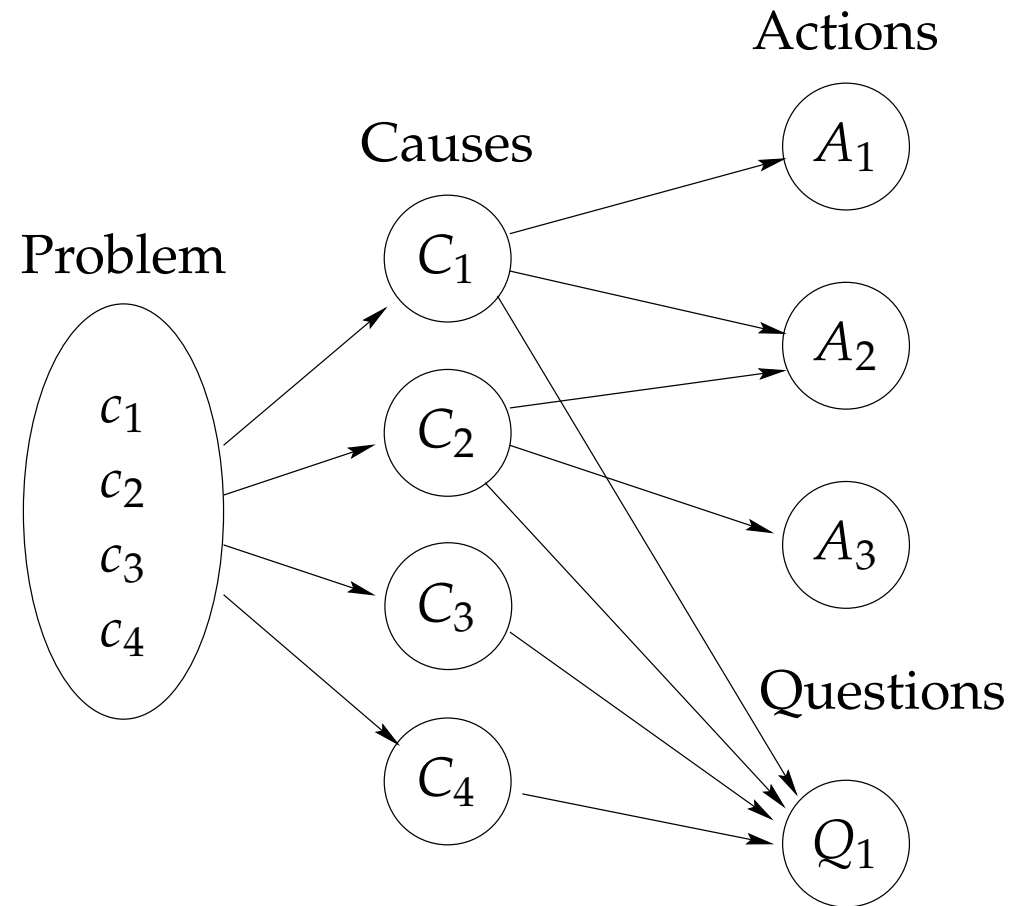 Actions
A1
Causes
C1
Problem
A2
c1
C2
c2
A3
c3
C3
c4
Questions
C4
Q1